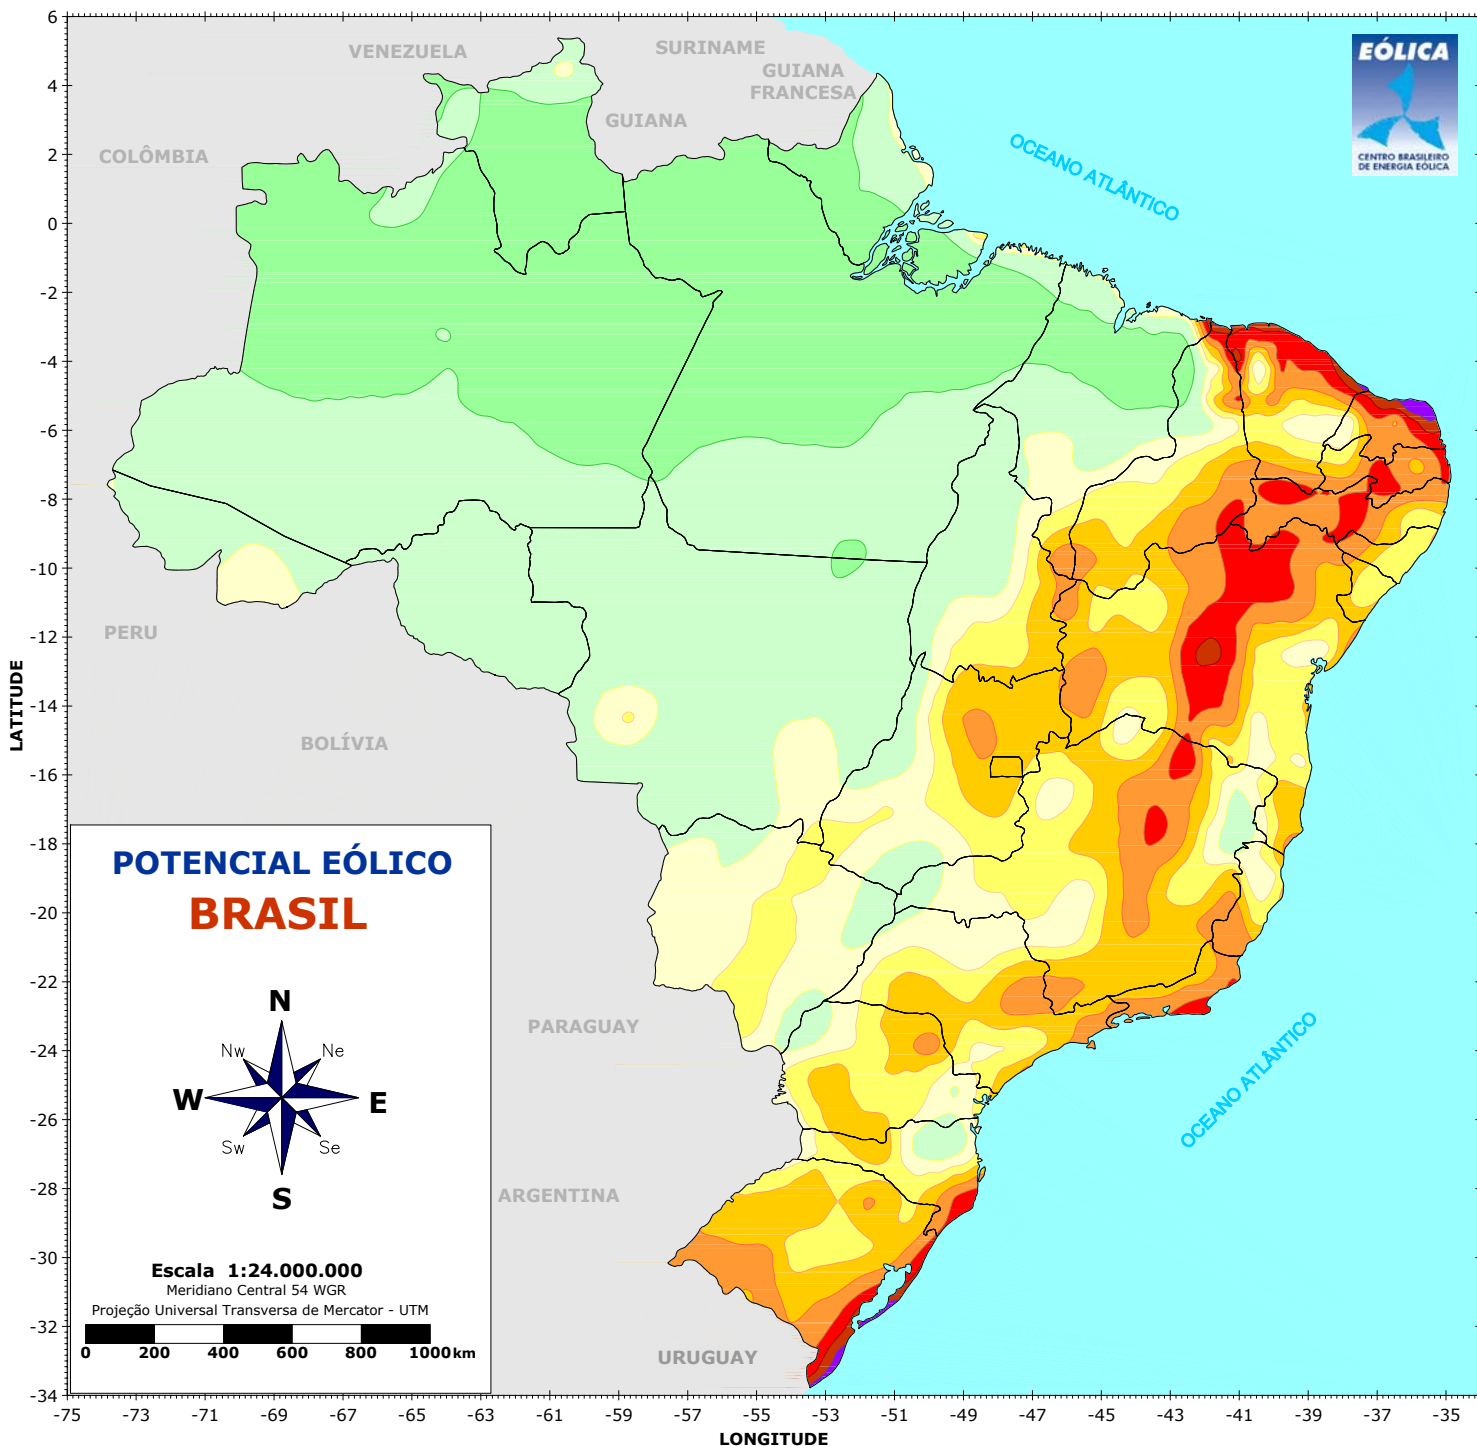 VENEZUELA
SURINAME
GUIANA
FRANCESA
GUIANA
COLÔMBIA
OCEANO ATLÂNTICO
EÓLICA
CENTRO BRASILEIRO
DE ENERGIA EÓLICA
PERU
BOLÍVIA
PARAGUAY
ARGENTINA
URUGUAY
OCEANO ATLÂNTICO
POTENCIAL EÓLICO
BRASIL
N
Nw
Ne
W
E
Sw
Se
S
Escala 1:24.000.000
Meridiano Central 54 WGR
Projeção Universal Transversa de Mercator - UTM
0 200 400 600 800 1000 km
LATITUDE
6
4
2
0
-2
-4
-6
-8
-10
-12
-14
-16
-18
-20
-22
-24
-26
-28
-30
-32
-34
-75 -73 -71 -69 -67 -65 -63 -61 -59 -57 -55 -53 -51 -49 -47 -45 -43 -41 -39 -37 -35
LONGITUDE